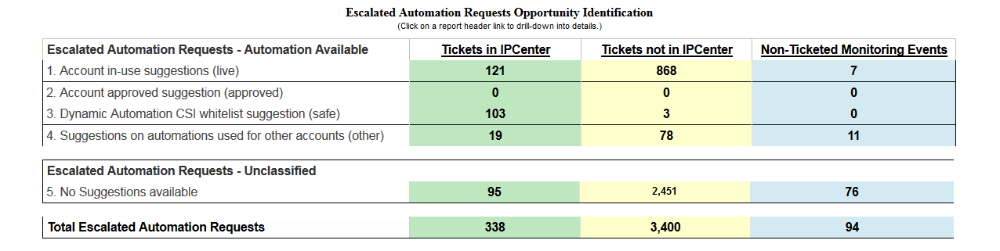 Escalated Automation Requests Opportunity Identification
(Click on a report header link to drill-down into details.)
Escalated Automation Requests - Automation Available Tickets in IPCenter Tickets not in IPCenter Non-Ticketed Monitoring Events
1. Account in-use suggestions (live) 121 868 7
2. Account approved suggestion (approved) 0 0 0
3. Dynamic Automation CSI whitelist suggestion (safe) 103 3 0
4. Suggestions on automations used for other accounts (other) 19 78 11
Escalated Automation Requests - Unclassified
5. No Suggestions available 95 2,451 76
Total Escalated Automation Requests 338 3,400 94